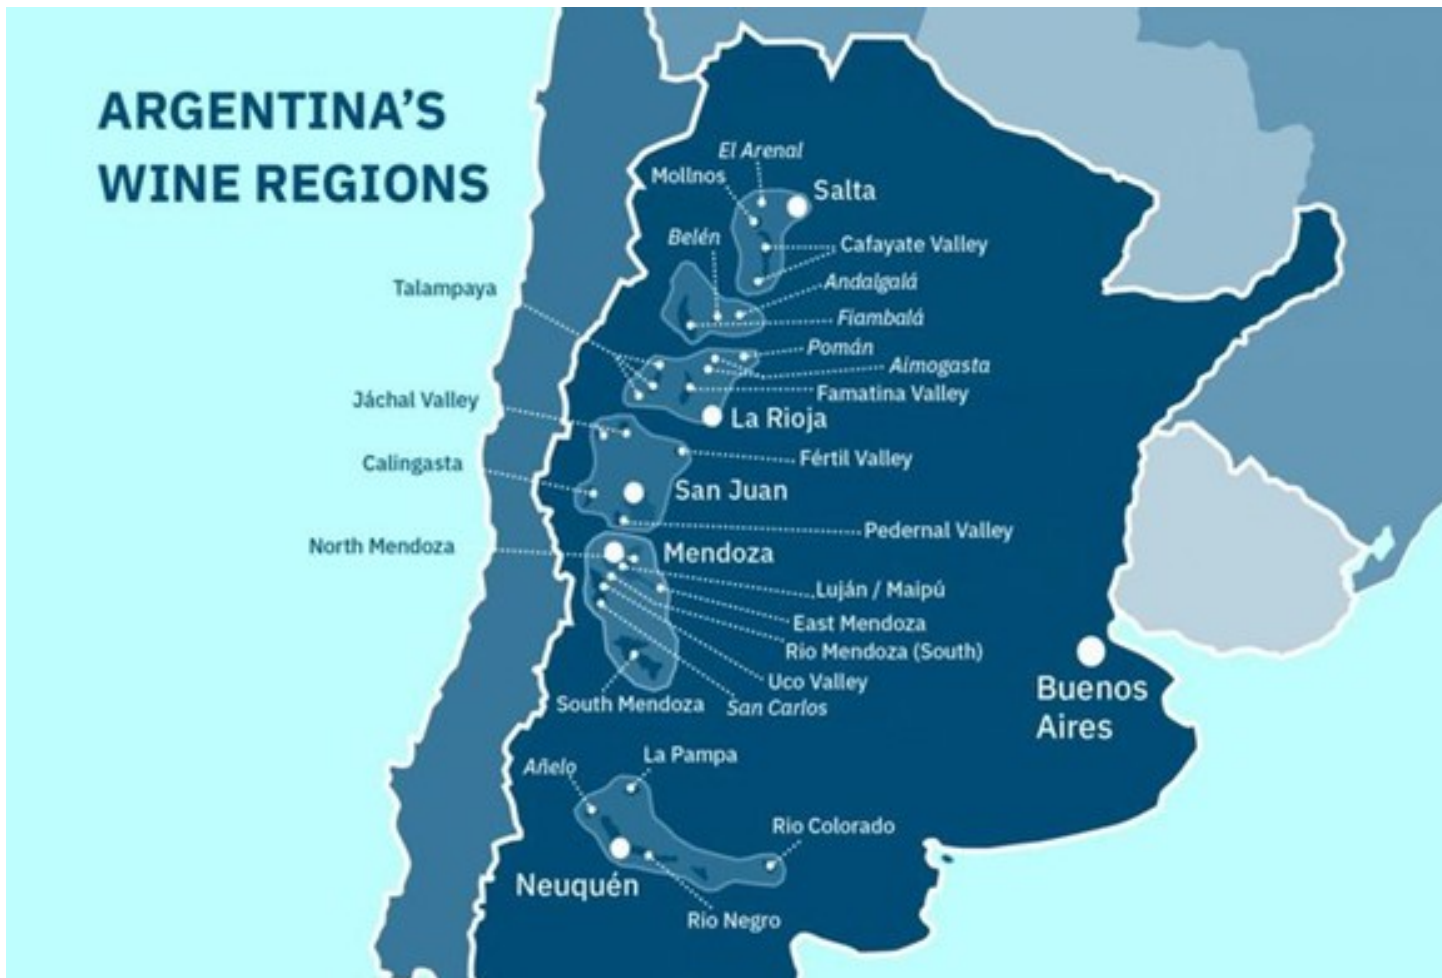 ARGENTINA'S
WINE REGIONS
El Arenal
Mollnos
Salta
Belén
Cafayate Valley
Talampaya
Andalgalá
Fiambalá
Pomán
Aimogasta
Jáchal Valley
Famatina Valley
La Rioja
Calingasta
Fértil Valley
San Juan
Pedernal Valley
North Mendoza
Mendoza
Luján / Maipú
East Mendoza
Rio Mendoza (South)
Uco Valley
South Mendoza
San Carlos
Buenos
Aires
La Pampa
Añelo
Rio Colorado
Neuquén
Rio Negro